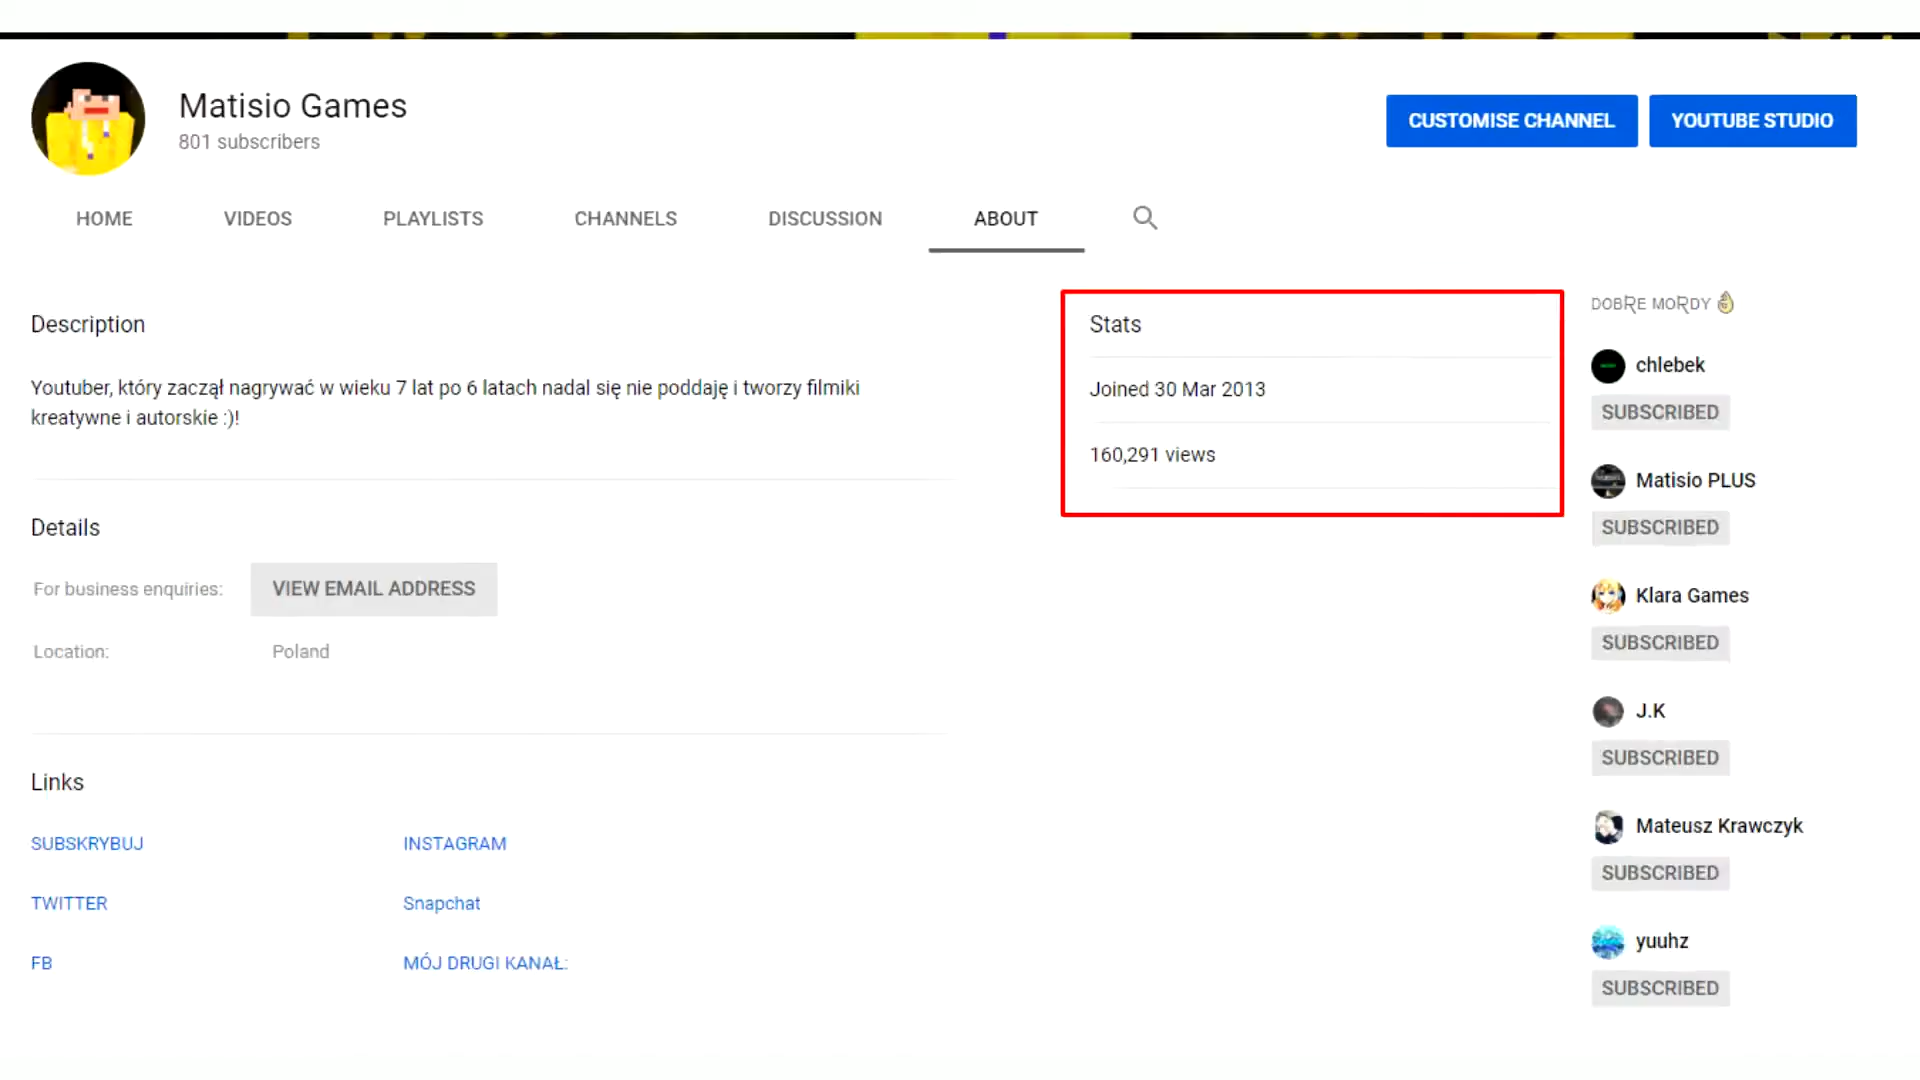 Matisio Games
801 subscribers
CUSTOMISE CHANNEL
YOUTUBE STUDIO
HOME
VIDEOS
PLAYLISTS
CHANNELS
DISCUSSION
ABOUT
Description
Youtuber, który zaczął nagrywać w wieku 7 lat po 6 latach nadal się nie poddaję i tworzy filmiki
kreatywne i autorskie :)!
Details
For business enquiries:
VIEW EMAIL ADDRESS
Location:
Poland
Links
SUBSKRYBUJ
INSTAGRAM
TWITTER
Snapchat
FB
MÓJ DRUGI KANAŁ:
Stats
Joined 30 Mar 2013
160,291 views
DOBRE MORDY 👌
chlebek
SUBSCRIBED
Matisio PLUS
SUBSCRIBED
Klara Games
SUBSCRIBED
J.K
SUBSCRIBED
Mateusz Krawczyk
SUBSCRIBED
yuuhz
SUBSCRIBED